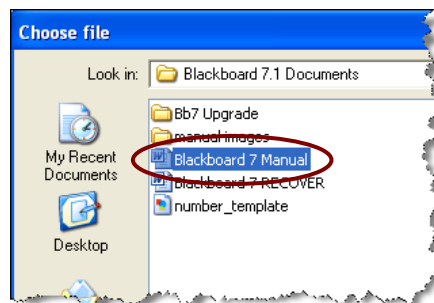 Choose file
Look in: Blackboard 7.1 Documents
Bb7 Upgrade
manual images
Blackboard 7 Manual
Blackboard 7 RECOVER
number_template
My Recent
Documents
Desktop